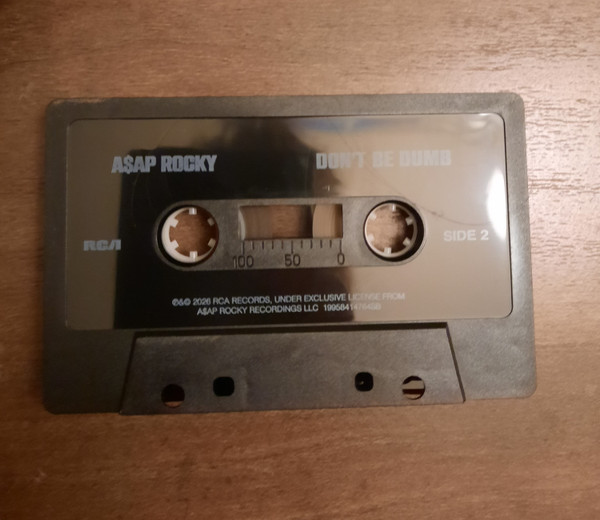 A$AP ROCKY
DON'T BE DUMB
RCA
SIDE 2
100 50 0
℗&© 2026 RCA RECORDS, UNDER EXCLUSIVE LICENSE FROM
A$AP ROCKY RECORDINGS LLC